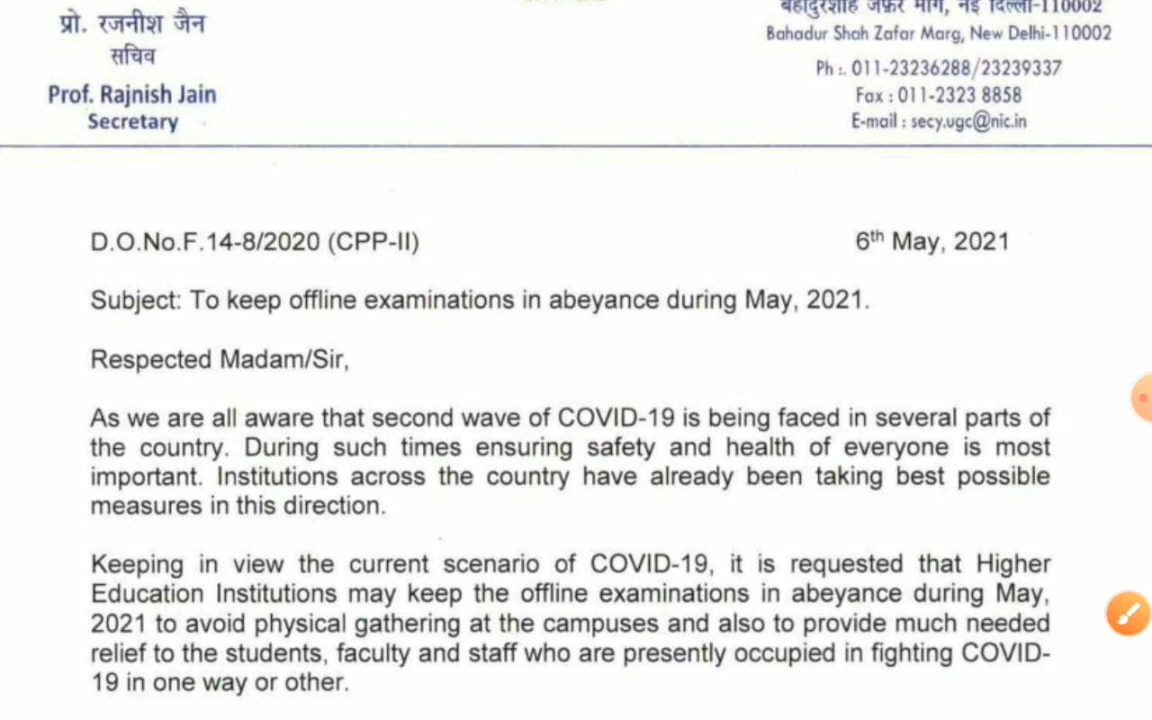 प्रो. रजनीश जैन
सचिव
Prof. Rajnish Jain
Secretary
बहादुरशाह ज़फ़र मार्ग, नई दिल्ली-110002
Bahadur Shah Zafar Marg, New Delhi-110002
Ph :. 011-23236288/23239337
Fax : 011-2323 8858
E-mail : secy.ugc@nic.in
D.O.No.F.14-8/2020 (CPP-II)
6th May, 2021
Subject: To keep offline examinations in abeyance during May, 2021.
Respected Madam/Sir,
As we are all aware that second wave of COVID-19 is being faced in several parts of
the country. During such times ensuring safety and health of everyone is most
important. Institutions across the country have already been taking best possible
measures in this direction.
Keeping in view the current scenario of COVID-19, it is requested that Higher
Education Institutions may keep the offline examinations in abeyance during May,
2021 to avoid physical gathering at the campuses and also to provide much needed
relief to the students, faculty and staff who are presently occupied in fighting COVID-
19 in one way or other.